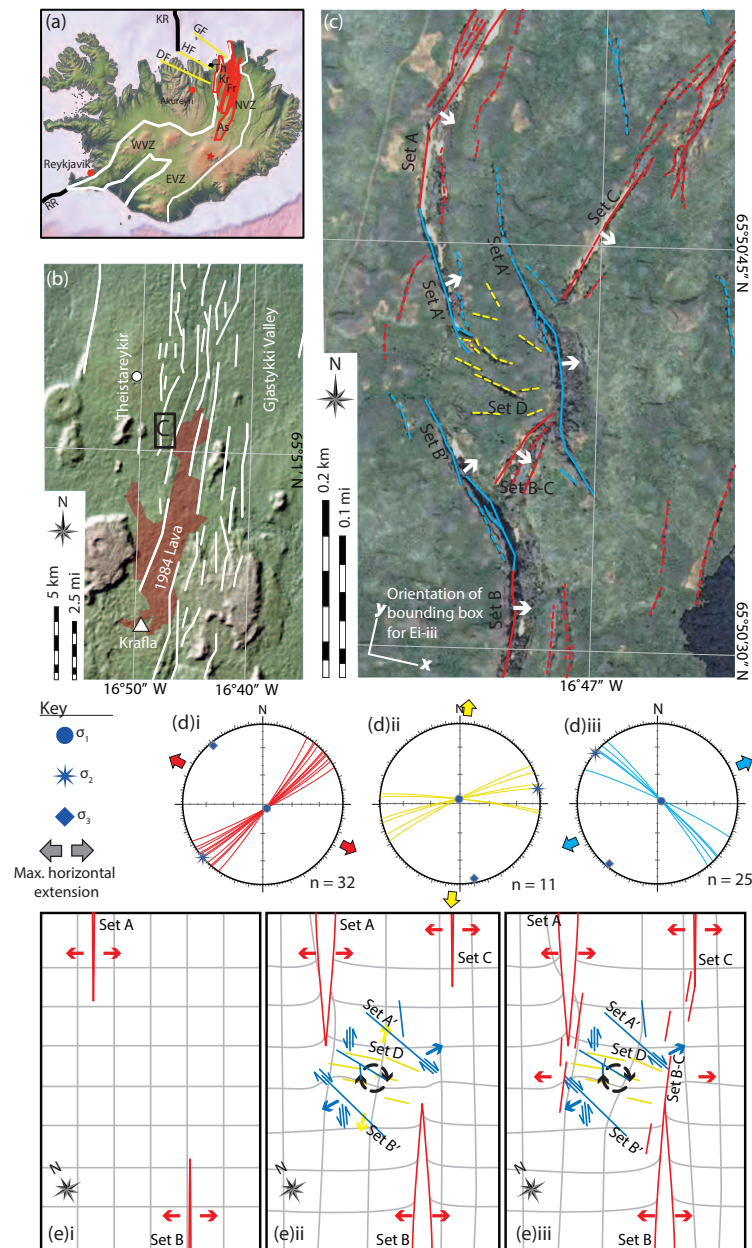 (a)
KR
GF
HF
DF
Th
Kr
Fr
Akureyri
NVZ
As
WVZ
Reykjavik
EVZ
RR
(b)
Theistareykir
Gjastykki Valley
C
65°51'1" N
N
1984 Lava
5 km
2.5 mi
Krafla
16°50" W
16°40" W
(c)
Set A
Set C
Set A'
65°50'45" N
Set A'
Set D
Set B'
Set B-C
N
0.2 km
0.1 mi
Set B
Orientation of
bounding box
for Ei-iii
y
x
65°50'30" N
16°47" W
Key
σ1
σ2
σ3
Max. horizontal
extension
(d)i
N
n = 32
(d)ii
N
n = 11
(d)iii
N
n = 25
Set A
N
(e)i
Set B
Set A
Set C
Set A'
Set D
Set B'
N
(e)ii
Set B
Set A
Set C
Set A'
Set D
Set B-C
Set B'
N
(e)iii
Set B